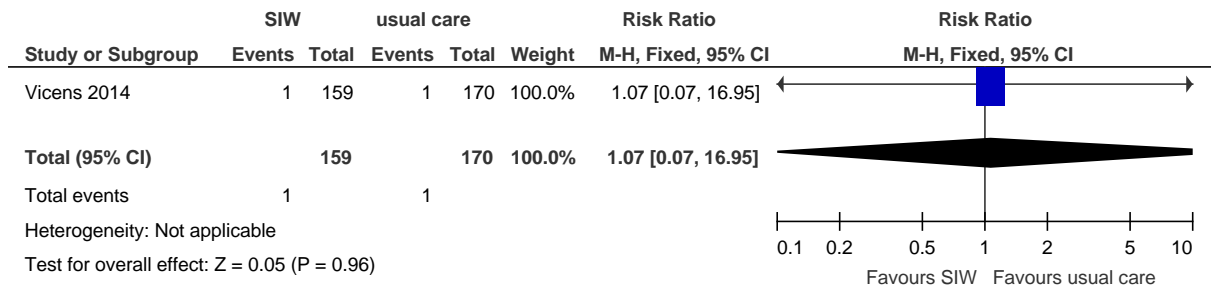 SIW usual care Risk Ratio Risk Ratio
Study or Subgroup Events Total Events Total Weight M-H, Fixed, 95% CI M-H, Fixed, 95% CI
Vicens 2014 1 159 1 170 100.0% 1.07 [0.07, 16.95]
Total (95% CI) 159 170 100.0% 1.07 [0.07, 16.95]
Total events 1 1
Heterogeneity: Not applicable
Test for overall effect: Z = 0.05 (P = 0.96)
0.1 0.2 0.5 1 2 5 10
Favours SIW Favours usual care